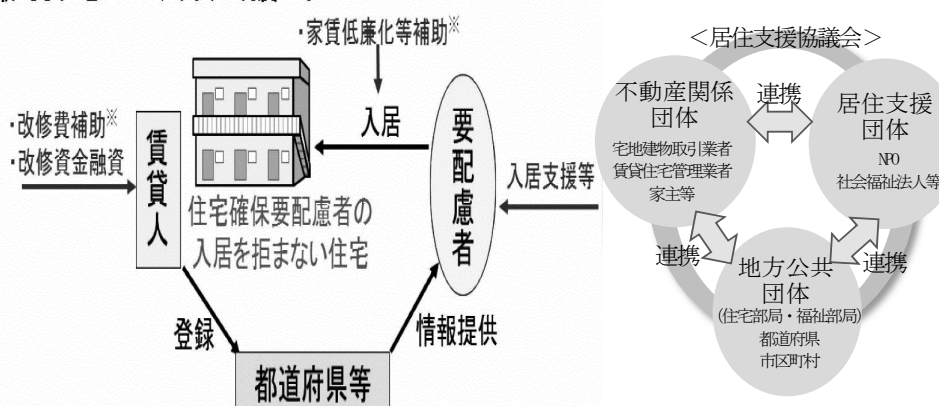 ・家賃低廉化等補助※
・改修費補助※
・改修資金融資
賃貸人
入居
要配慮者
入居支援等
住宅確保要配慮者の
入居を拒まない住宅
登録
情報提供
都道府県等
＜居住支援協議会＞
不動産関係
団体
宅地建物取引業者
賃貸住宅管理業者
家主等
連携
居住支援
団体
NPO
社会福祉法人等
連携
連携
地方公共
団体
(住宅部局・福祉部局)
都道府県
市区町村